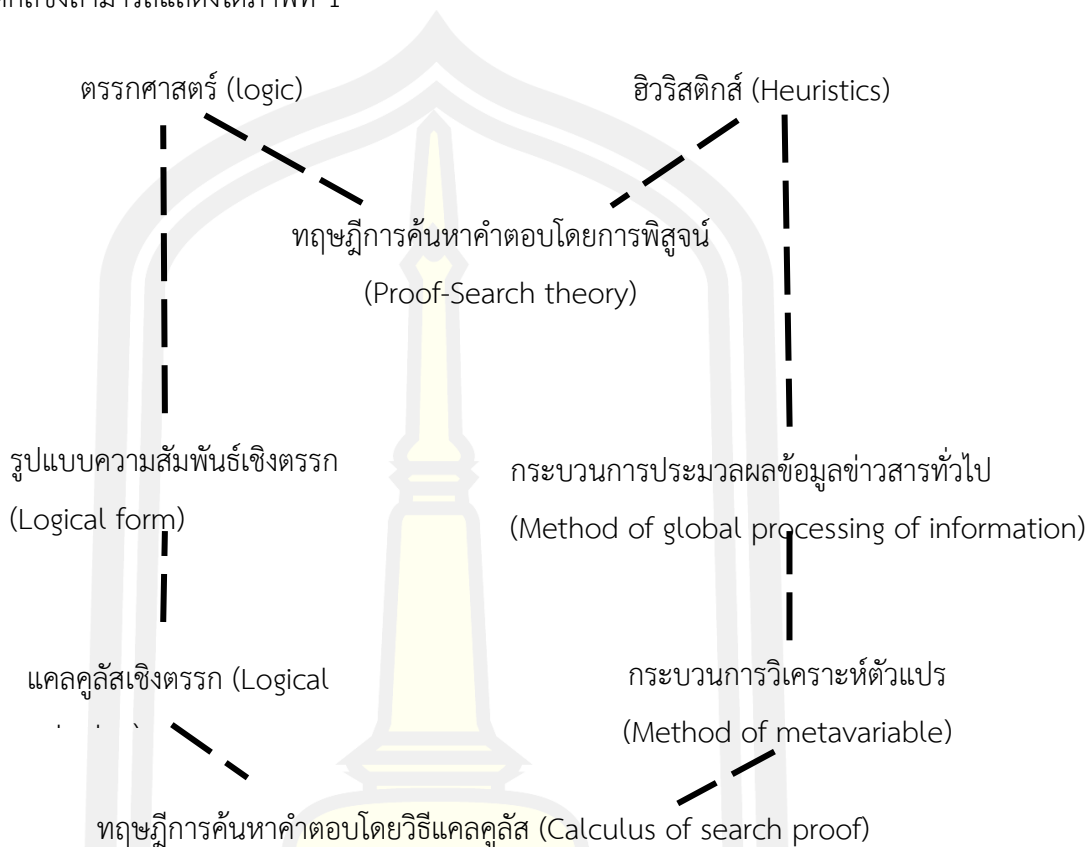 ตรรกศาสตร์ (logic)
ฮิวริสติกส์ (Heuristics)
ทฤษฎีการค้นหาคำตอบโดยการพิสูจน์
(Proof-Search theory)
รูปแบบความสัมพันธ์เชิงตรรก
(Logical form)
กระบวนการประมวลผลข้อมูลข่าวสารทั่วไป
(Method of global processing of information)
แคลคูลัสเชิงตรรก (Logical
กระบวนการวิเคราะห์ตัวแปร
(Method of metavariable)
ทฤษฎีการค้นหาคำตอบโดยวิธีแคลคูลัส (Calculus of search proof)